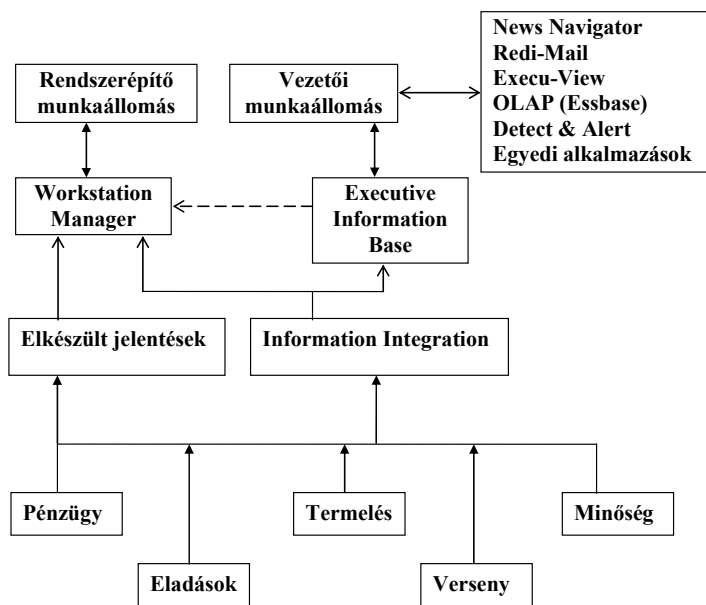 News Navigator
Redi-Mail
Execu-View
OLAP (Essbase)
Detect & Alert
Egyedi alkalmazások
Rendszerépítő
munkaállomás
Vezetői
munkaállomás
Workstation
Manager
Executive
Information
Base
Elkészült jelentések
Information Integration
Pénzügy
Termelés
Minőség
Eladások
Verseny